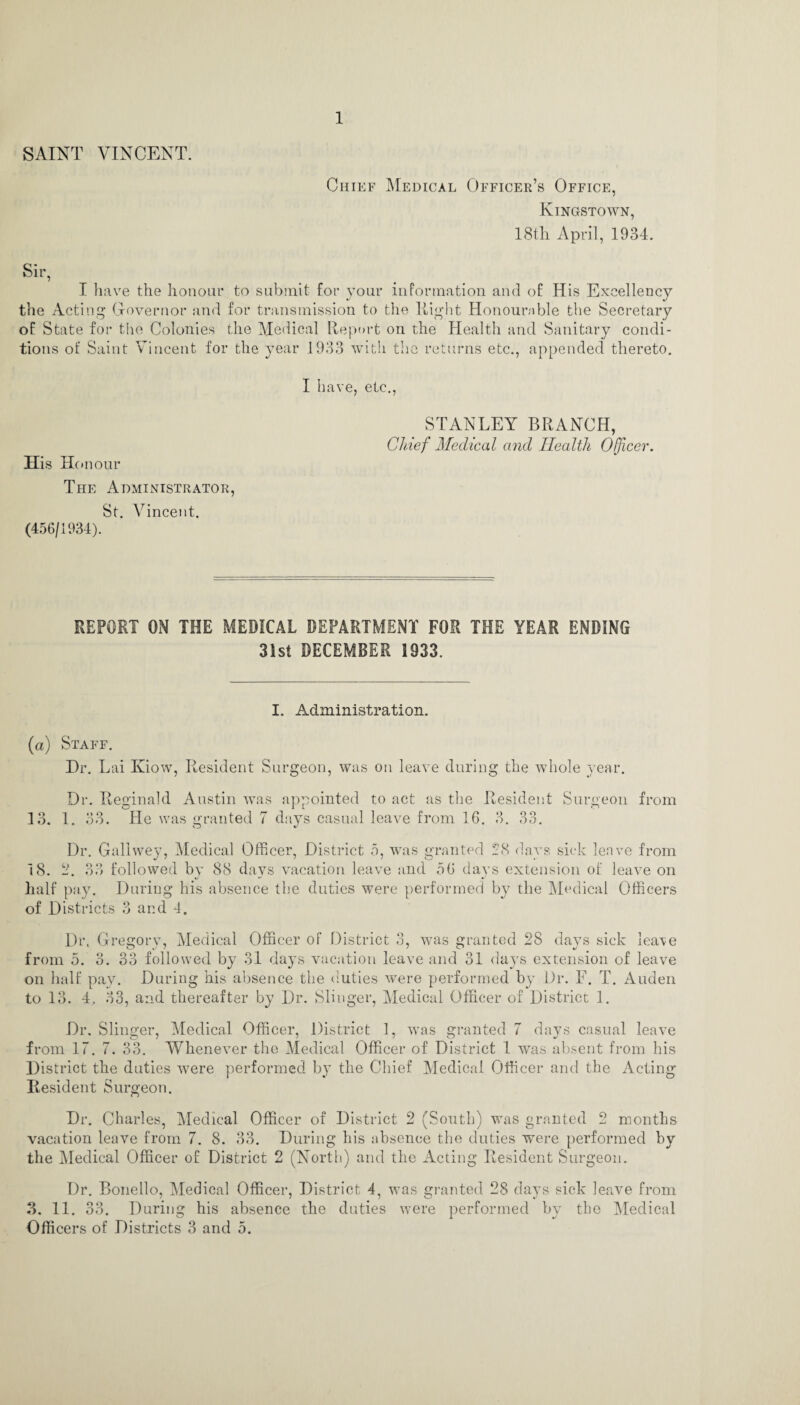 1
SAINT VINCENT.
Chief Medical Officer's Office,
Kingstown,
18th April, 1934.
Sir,
I have the honour to submit for your information and of His Excellency
the Acting Governor and for transmission to the Right Honourable the Secretary
of State for the Colonies the Medical Report on the Health and Sanitary condi-
tions of Saint Vincent for the year 1933 with the returns etc., appended thereto.
I have, etc.,
STANLEY BRANCH,
Chief Medical and Health Officer.
His Honour
The Administrator,
St. Vincent.
(456/1934).
REPORT ON THE MEDICAL DEPARTMENT FOR THE YEAR ENDING
31st DECEMBER 1933.
I. Administration.
(a) Staff.
Dr. Lai Kiow, Resident Surgeon, was on leave during the whole year.
Dr. Reginald Austin was appointed to act as the Resident Surgeon from
13. 1. 33. He was granted 7 days casual leave from 16. 3. 33.
Dr. Gallwey, Medical Officer, District 5, was granted 28 days sick leave from
18. 2. 33 followed by 88 days vacation leave and 56 days extension of leave on
half pay. During his absence the duties were performed by the Medical Officers
of Districts 3 and 4.
Dr. Gregory, Medical Officer of District 3, was granted 28 days sick leave
from 5. 3. 33 followed by 31 days vacation leave and 31 days extension of leave
on half pay. During his absence the duties were performed by Dr. F. T. Auden
to 13. 4. 33, and thereafter by Dr. Slinger, Medical Officer of District 1.
Dr. Slinger, Medical Officer, District 1, was granted 7 days casual leave
from 17. 7. 33. Whenever the Medical Officer of District 1 was absent from his
District the duties were performed by the Chief Medical Officer and the Acting
Resident Surgeon.
Dr. Charles, Medical Officer of District 2 (South) was granted 2 months
vacation leave from 7. 8. 33. During his absence the duties were performed by
the Medical Officer of District 2 (North) and the Acting Resident Surgeon.
Dr. Bonello, Medical Officer, District 4, was granted 28 days sick leave from
3. 11. 33. During his absence the duties were performed by the Medical
Officers of Districts 3 and 5.